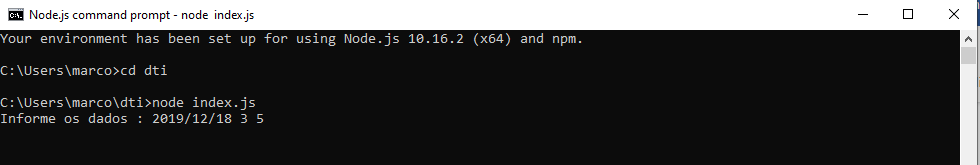 Node.js command prompt - node  index.js
Your environment has been set up for using Node.js 10.16.2 (x64) and npm.
C:\Users\marco>cd dti
C:\Users\marco\dti>node index.js
Informe os dados : 2019/12/18 3 5